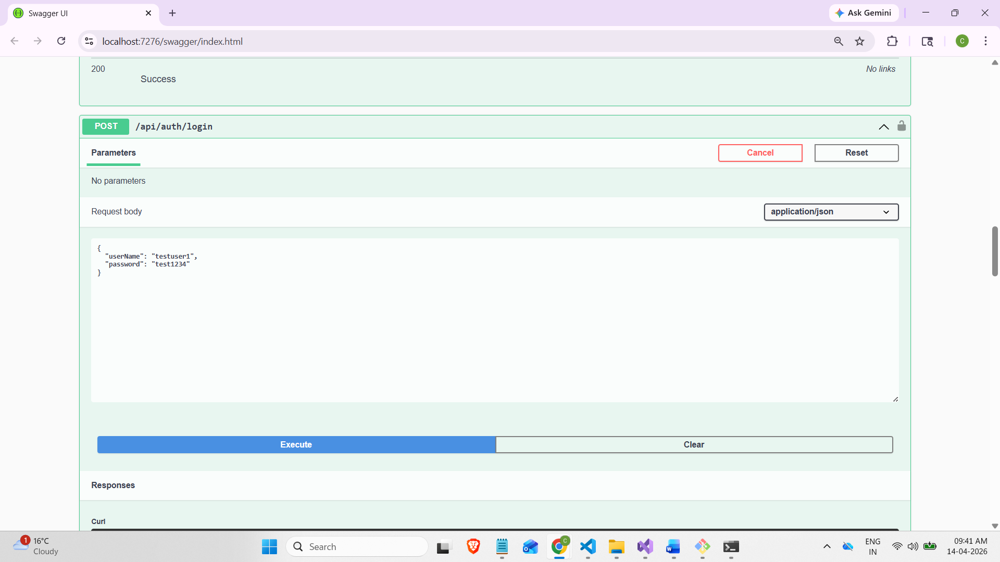 Swagger UI
Ask Gemini
localhost:7276/swagger/index.html
C
200
No links
Success
POST /api/auth/login
Parameters
Cancel
Reset
No parameters
Request body
application/json
{
"userName": "testuser1",
"password": "test1234"
}
Execute
Clear
Responses
Curl
1
16°C
Cloudy
Search
C
ENG
IN
09:41 AM
14-04-2026